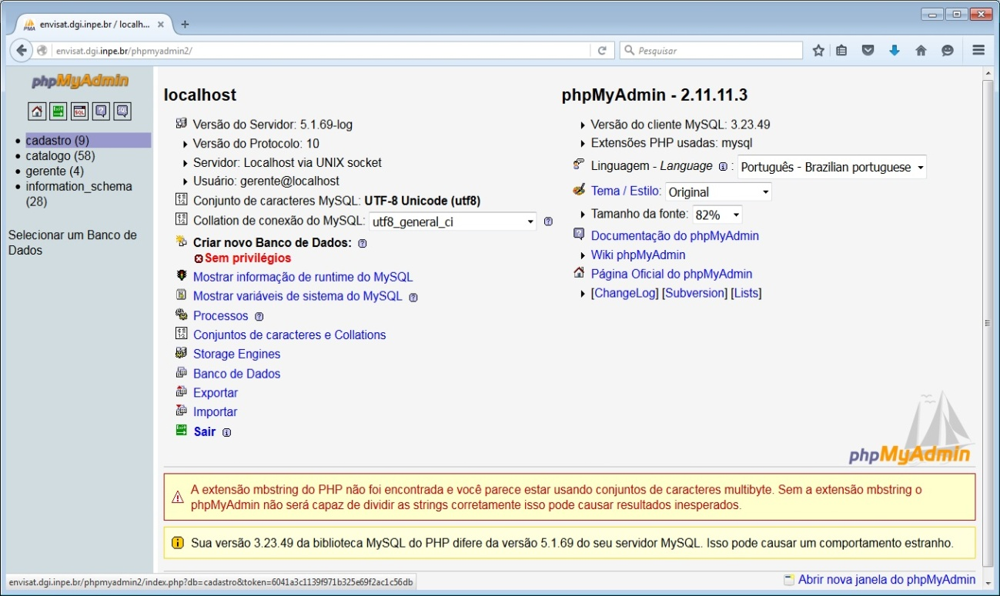 envisat.dgi.inpe.br / localh...
envisat.dgi.inpe.br/phpmyadmin2/
Pesquisar
phpMyAdmin
cadastro (9)
catalogo (58)
gerente (4)
information_schema
(28)
Selecionar um Banco de
Dados
localhost
Versão do Servidor: 5.1.69-log
Versão do Protocolo: 10
Servidor: Localhost via UNIX socket
Usuário: gerente@localhost
Conjunto de caracteres MySQL: UTF-8 Unicode (utf8)
Collation de conexão do MySQL: utf8_general_ci
Criar novo Banco de Dados:
Sem privilégios
Mostrar informação de runtime do MySQL
Mostrar variáveis de sistema do MySQL
Processos
Conjuntos de caracteres e Collations
Storage Engines
Banco de Dados
Exportar
Importar
Sair
phpMyAdmin - 2.11.11.3
Versão do cliente MySQL: 3.23.49
Extensões PHP usadas: mysql
Linguagem - Language : Português - Brazilian portuguese
Tema / Estilo: Original
Tamanho da fonte: 82%
Documentação do phpMyAdmin
Wiki phpMyAdmin
Página Oficial do phpMyAdmin
[ChangeLog] [Subversion] [Lists]
phpMyAdmin
A extensão mbstring do PHP não foi encontrada e você parece estar usando conjuntos de caracteres multibyte. Sem a extensão mbstring o
phpMyAdmin não será capaz de dividir as strings corretamente isso pode causar resultados inesperados.
Sua versão 3.23.49 da biblioteca MySQL do PHP difere da versão 5.1.69 do seu servidor MySQL. Isso pode causar um comportamento estranho.
Abrir nova janela do phpMyAdmin
envisat.dgi.inpe.br/phpmyadmin2/index.php?db=cadastro&token=6041a3c1139f971b325e69f2ac1c56db